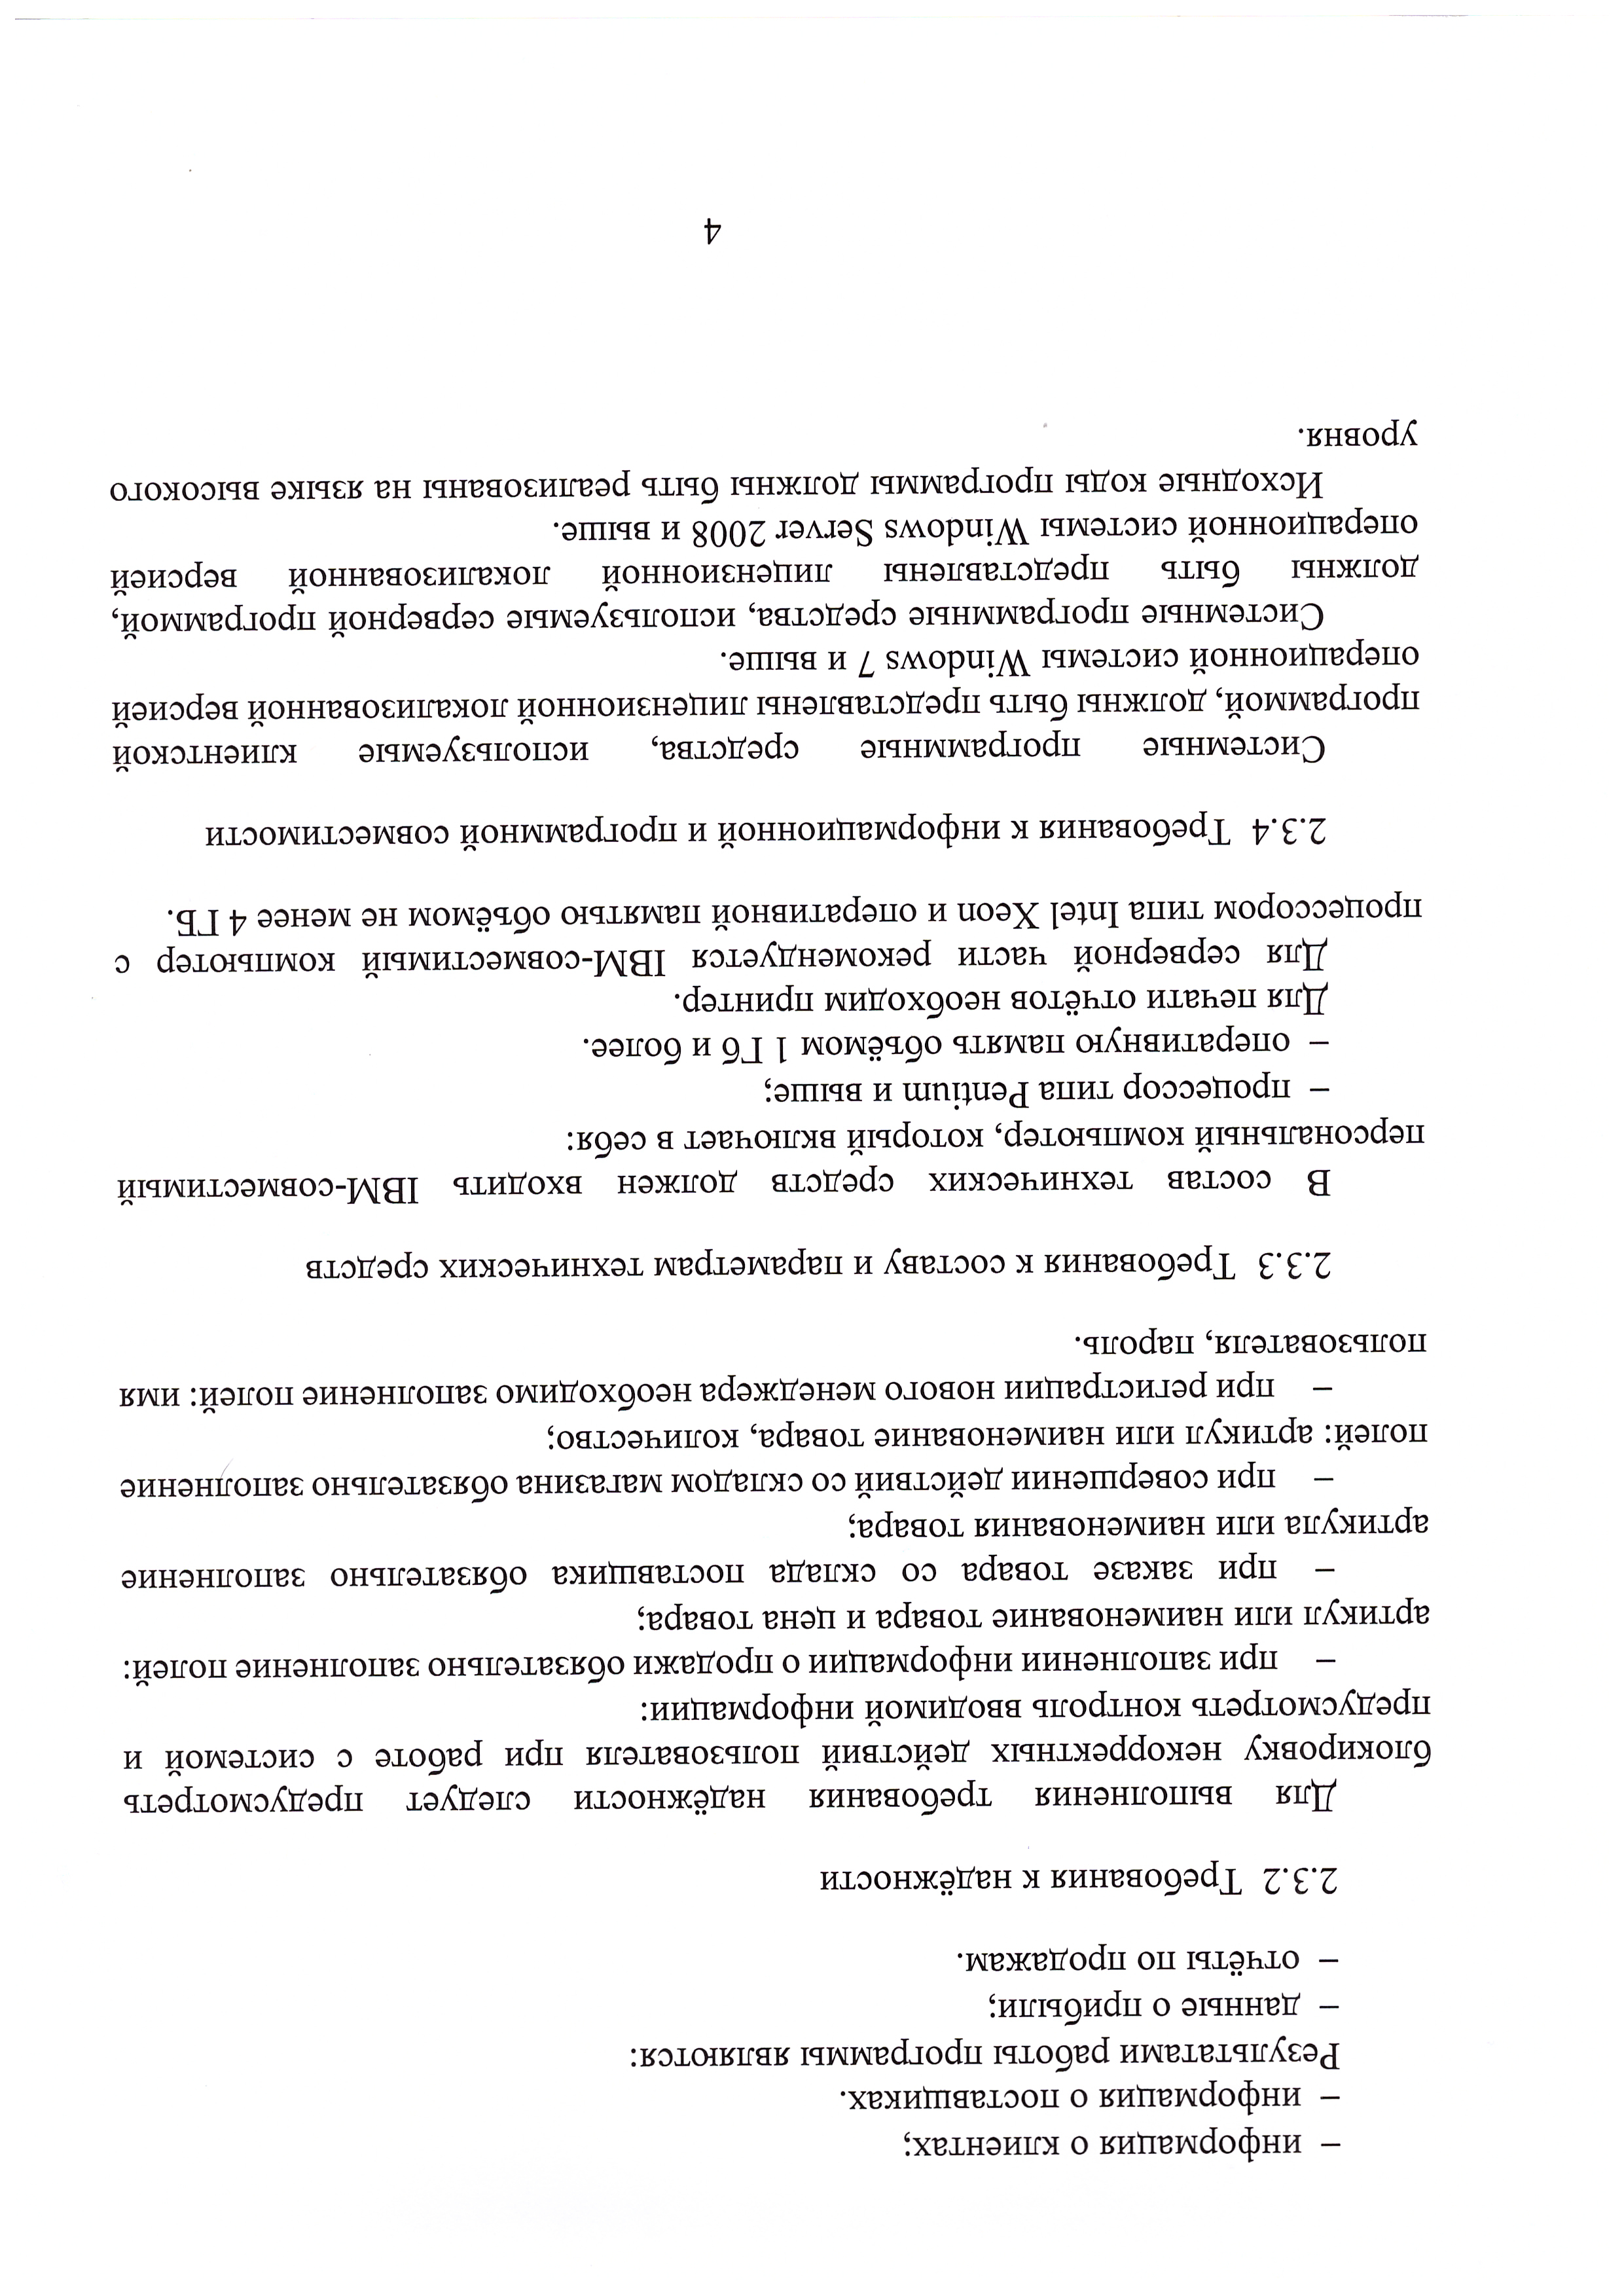 – информация о клиентах;
– информация о поставщиках.
Результатами работы программы являются:
– данные о прибыли;
– отчёты по продажам.
2.3.2 Требования к надёжности
Для выполнения требования надёжности следует предусмотреть
блокировку некорректных действий пользователя при работе с системой и
предусмотреть контроль вводимой информации:
– при заполнении информации о продажи обязательно заполнение полей:
артикул или наименование товара и цена товара;
– при заказе товара со склада поставщика обязательно заполнение
артикула или наименования товара;
– при совершении действий со складом магазина обязательно заполнение
полей: артикул или наименование товара, количество;
– при регистрации нового менеджера необходимо заполнение полей: имя
пользователя, пароль.
2.3.3 Требования к составу и параметрам технических средств
В состав технических средств должен входить IBM-совместимый
персональный компьютер, который включает в себя:
– процессор типа Pentium и выше;
– оперативную память объёмом 1 Гб и более.
Для печати отчётов необходим принтер.
Для серверной части рекомендуется IBM-совместимый компьютер с
процессором типа Intel Xeon и оперативной памятью объёмом не менее 4 ГБ.
2.3.4 Требования к информационной и программной совместимости
Системные программные средства, используемые клиентской
программой, должны быть представлены лицензионной локализованной версией
операционной системы Windows 7 и выше.
Системные программные средства, используемые серверной программой,
должны быть представлены лицензионной локализованной версией
операционной системы Windows Server 2008 и выше.
Исходные коды программы должны быть реализованы на языке высокого
уровня.
4